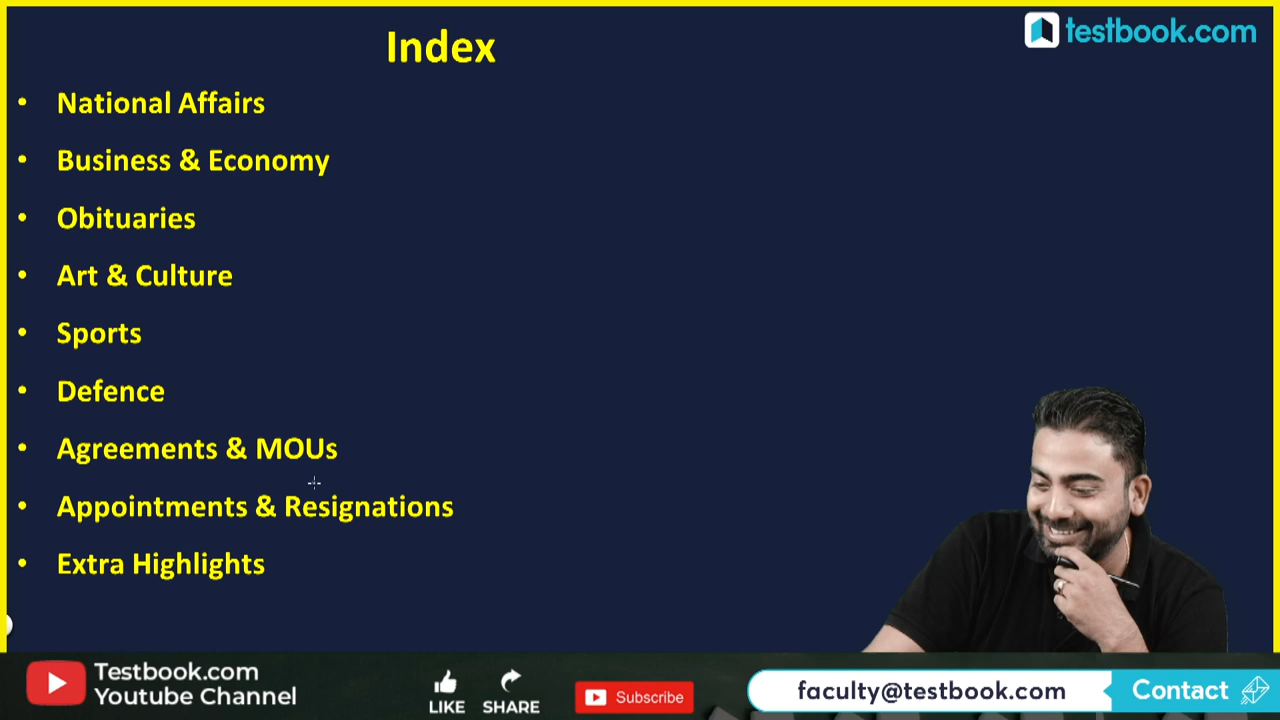 Index
testbook.com
• National Affairs
• Business & Economy
• Obituaries
• Art & Culture
• Sports
• Defence
• Agreements & MOUs
• Appointments & Resignations
• Extra Highlights
Testbook.com
Youtube Channel
LIKE
SHARE
Subscribe
faculty@testbook.com
Contact